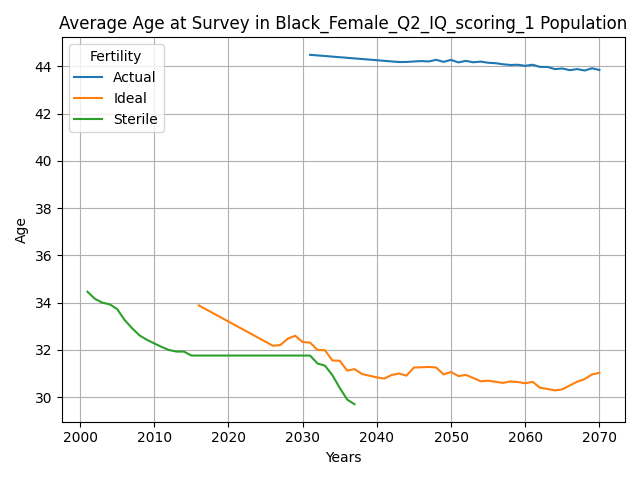 Average Age at Survey in Black_Female_Q2_IQ_scoring_1 Population
Fertility
Actual
Ideal
Sterile
Age
44
42
40
38
36
34
32
30
2000 2010 2020 2030 2040 2050 2060 2070
Years